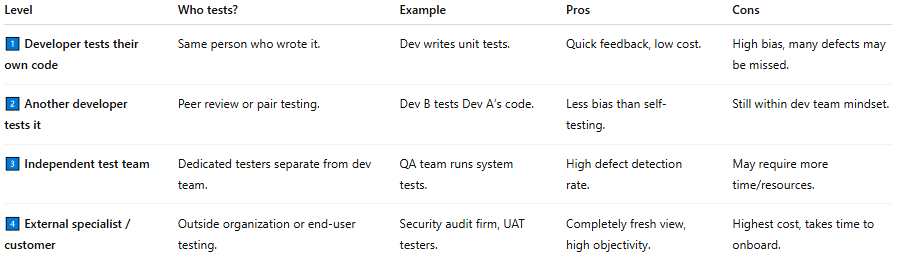 Level Who tests? Example Pros Cons
1 Developer tests their Same person who wrote it. Dev writes unit tests. Quick feedback, low cost. High bias, many defects may
own code be missed.
2 Another developer Peer review or pair testing. Dev B tests Dev A's code. Less bias than self- Still within dev team mindset.
tests it testing.
3 Independent test team Dedicated testers separate from dev QA team runs system High defect detection May require more
team. tests. rate. time/resources.
4 External specialist / Outside organization or end-user Security audit firm, UAT Completely fresh view, Highest cost, takes time to
customer testing. testers. high objectivity. onboard.